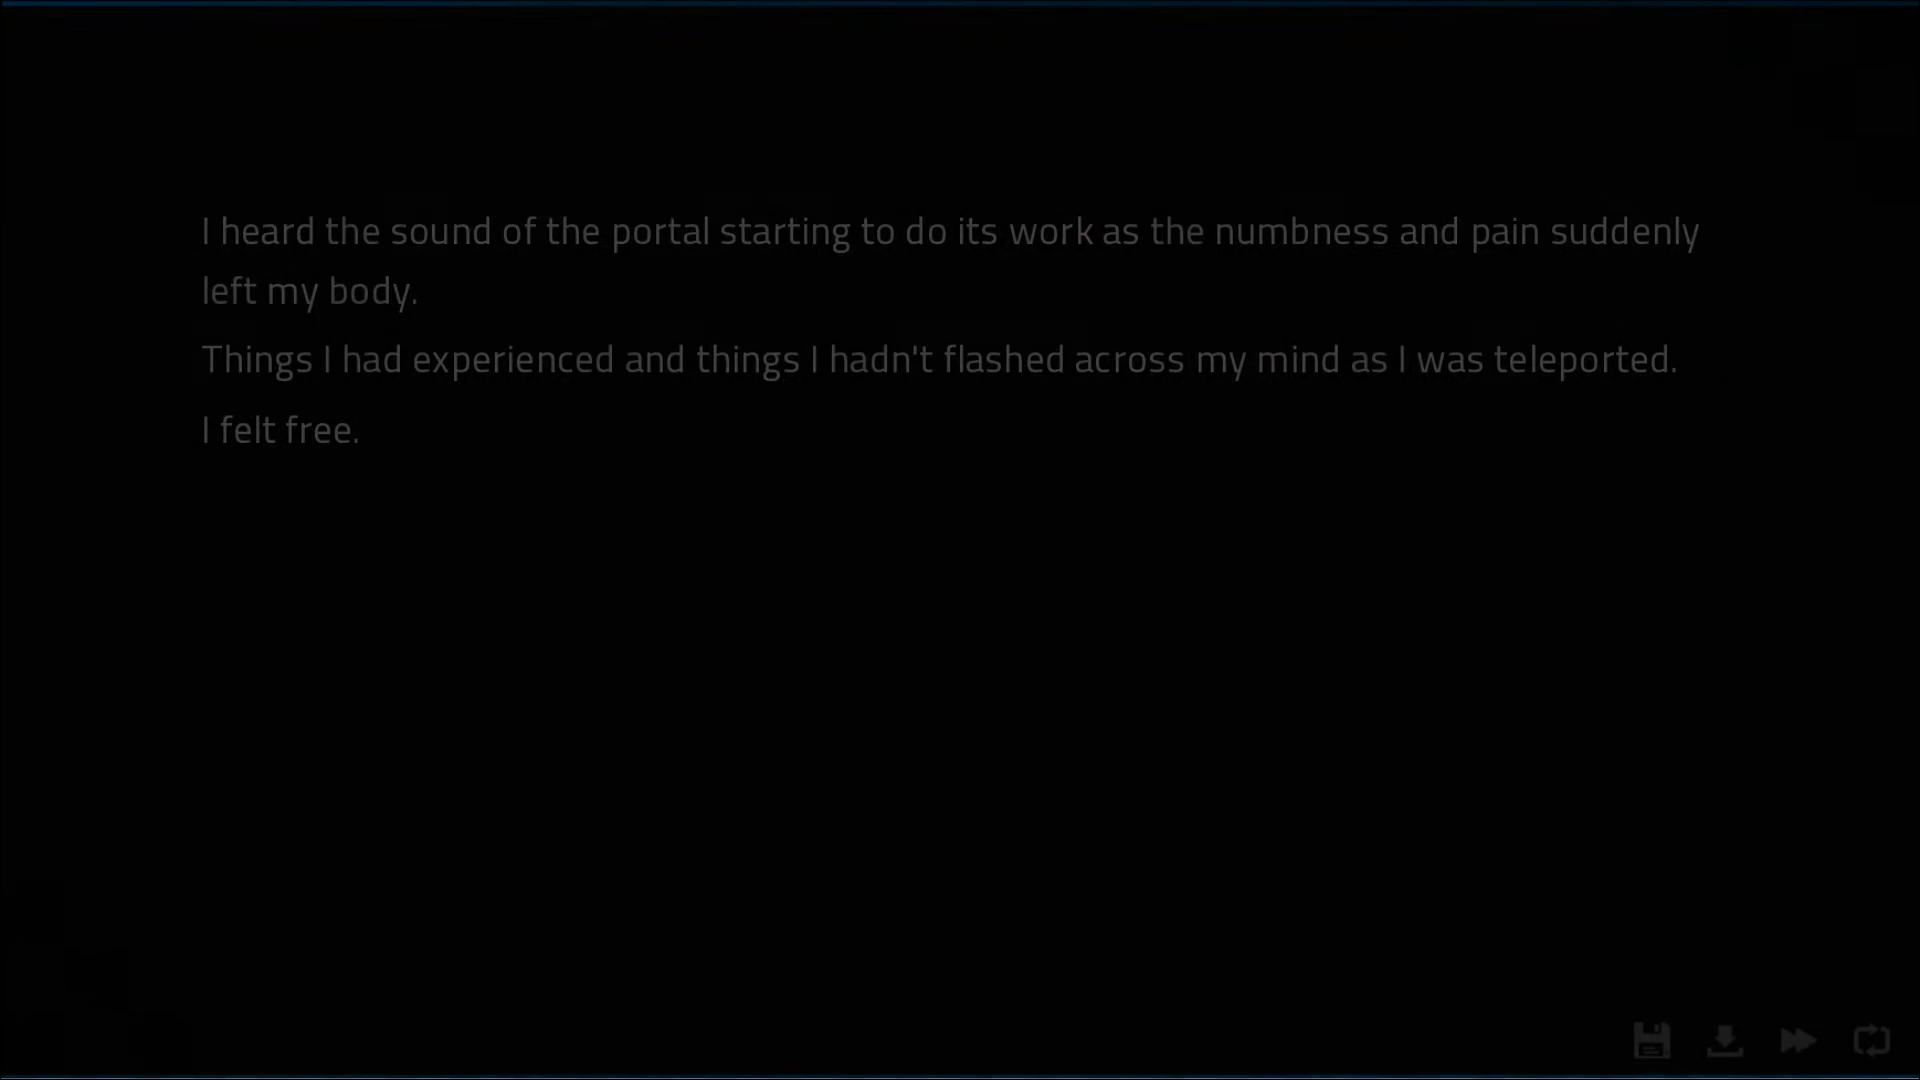 I heard the sound of the portal starting to do its work as the numbness and pain suddenly
left my body.
Things I had experienced and things I hadn't flashed across my mind as I was teleported.
I felt free.